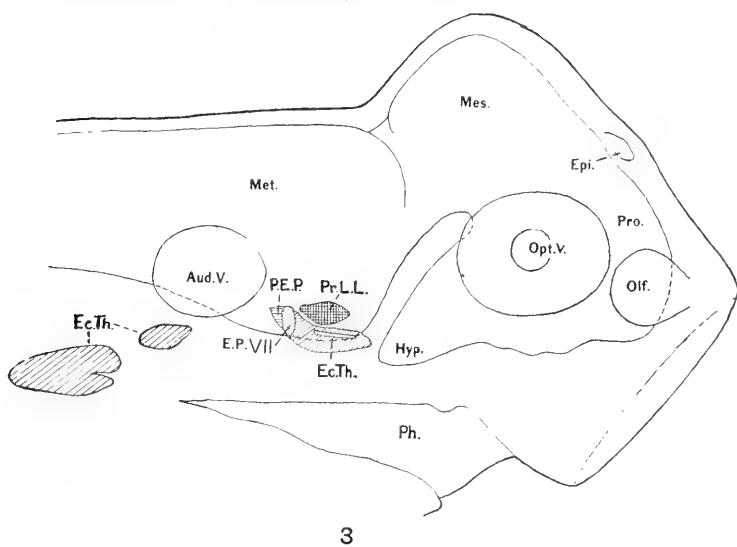 Mes.
Epi.
Met.
Pro.
Opt.V.
Aud.V.
Olf.
P.E.P.
Pr.L.L.
Ec.Th.
E.P.VII
Hyp.
Ec.Th.
Ph.
3